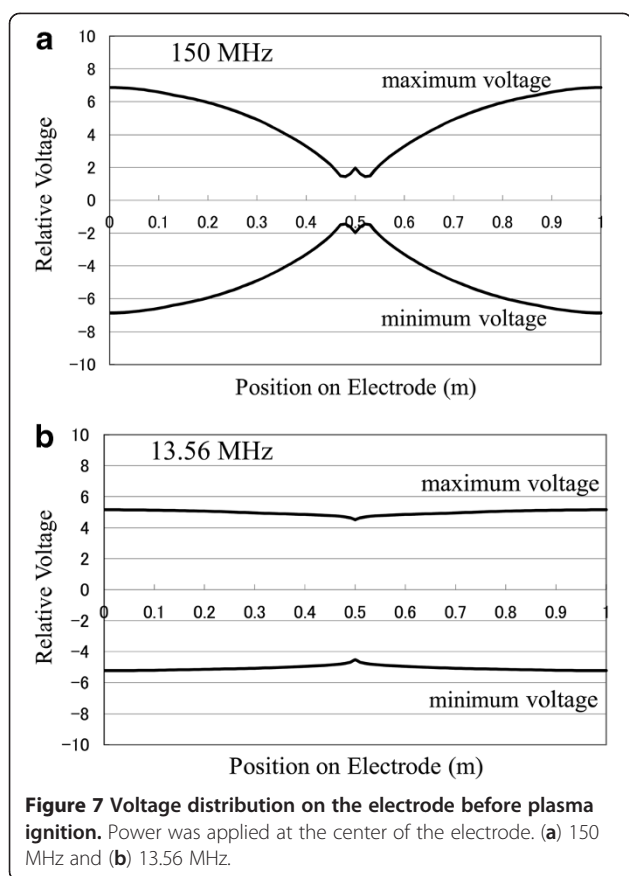 a
150 MHz
maximum voltage
10
8
6
4
2
0
-2
-4
-6
-8
-10
0 0.1 0.2 0.3 0.4 0.5 0.6 0.7 0.8 0.9 1
minimum voltage
Relative Voltage
Position on Electrode (m)
b
13.56 MHz
maximum voltage
10
8
6
4
2
0
-2
-4
-6
-8
-10
0 0.1 0.2 0.3 0.4 0.5 0.6 0.7 0.8 0.9 1
minimum voltage
Relative Voltage
Position on Electrode (m)
Figure 7 Voltage distribution on the electrode before plasma
ignition. Power was applied at the center of the electrode. (a) 150
MHz and (b) 13.56 MHz.